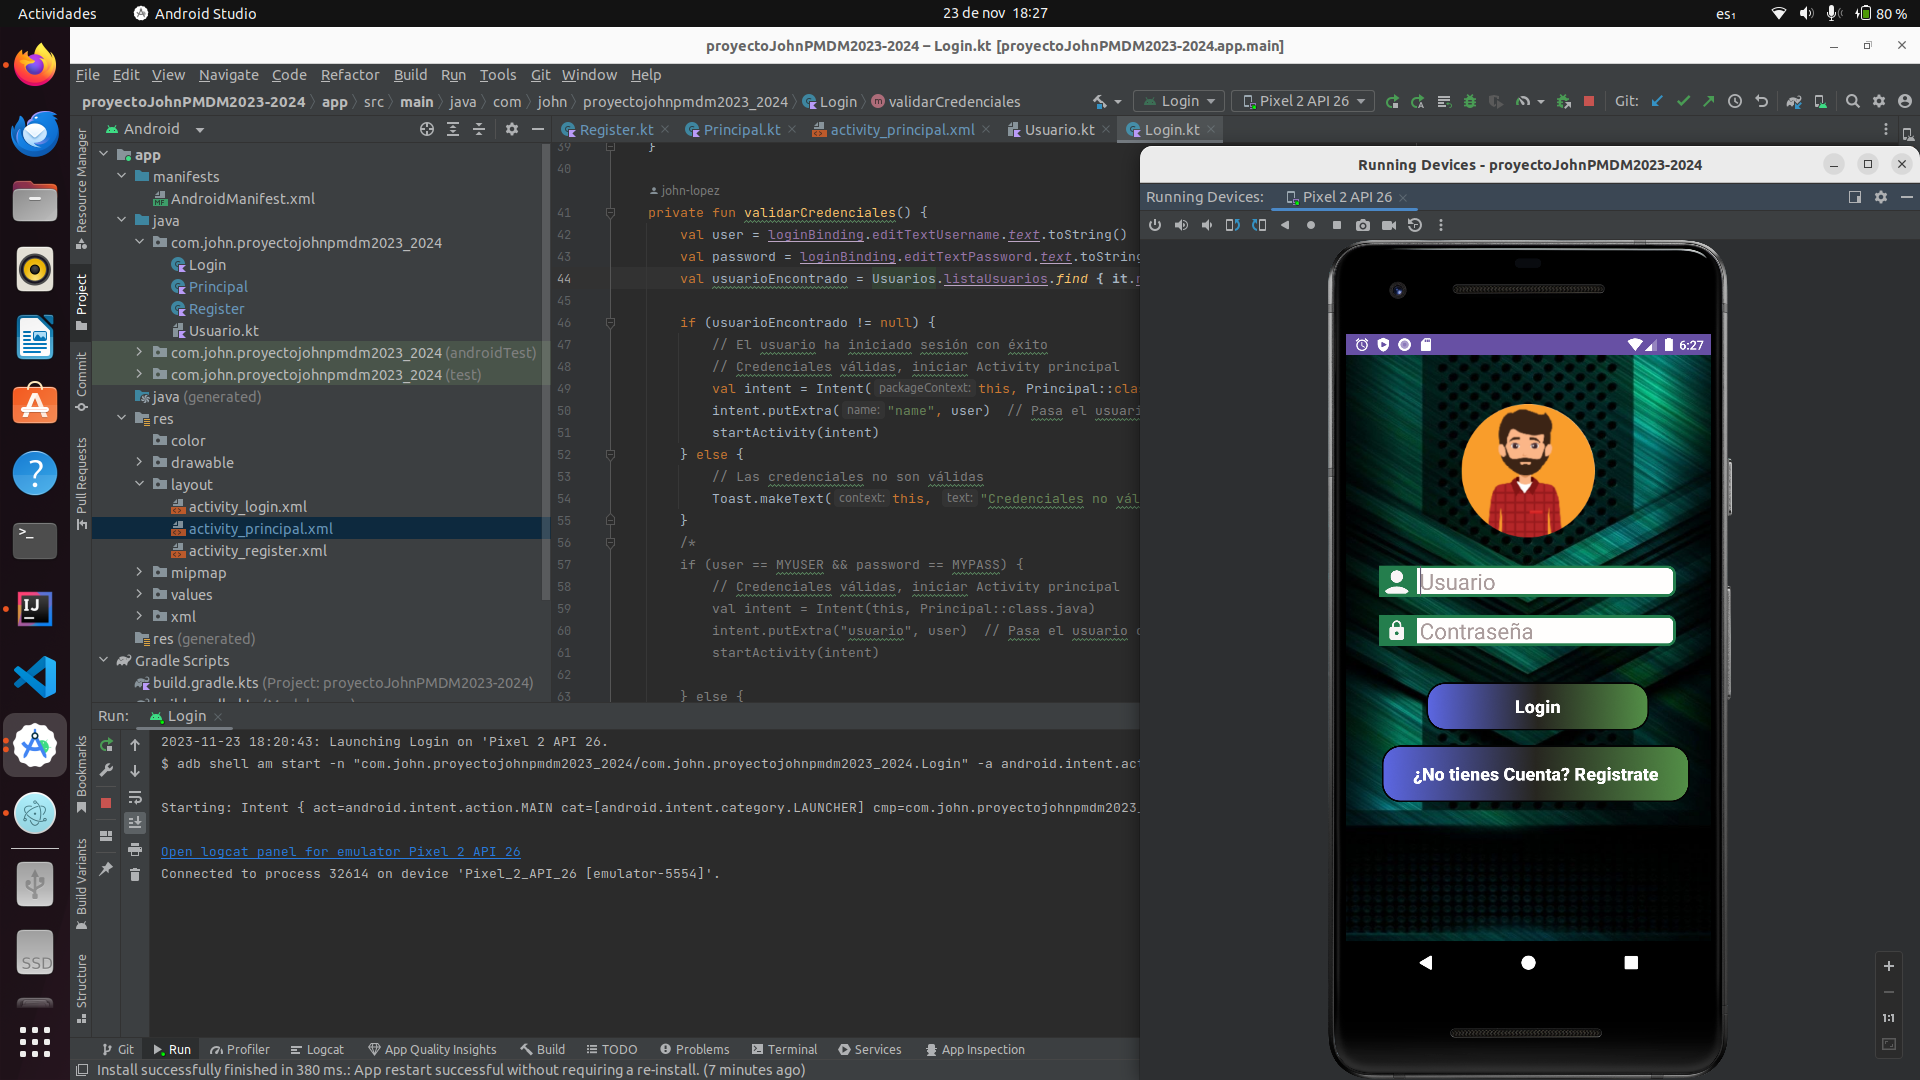 Actividades
Android Studio
23 de nov 18:27
es₁
80 %
proyectoJohnPMDM2023-2024 – Login.kt [proyectoJohnPMDM2023-2024.app.main]
File Edit View Navigate Code Refactor Build Run Tools Git Window Help
proyectoJohnPMDM2023-2024 app src main java com john proyectojohnpmdm2023_2024 Login validarCredenciales
Login
Pixel 2 API 26
Git:
Android
Register.kt
Principal.kt
activity_principal.xml
Usuario.kt
Login.kt
Resource Manager
Project
Commit
Pull Requests
Bookmarks
Build Variants
Structure
app
manifests
AndroidManifest.xml
java
com.john.proyectojohnpmdm2023_2024
Login
Principal
Register
Usuario.kt
com.john.proyectojohnpmdm2023_2024 (androidTest)
com.john.proyectojohnpmdm2023_2024 (test)
java (generated)
res
color
drawable
layout
activity_login.xml
activity_principal.xml
activity_register.xml
mipmap
values
xml
res (generated)
Gradle Scripts
build.gradle.kts (Project: proyectoJohnPMDM2023-2024)
39 }
40
john-lopez
41 private fun validarCredenciales() {
42 val user = loginBinding.editTextUsername.text.toString()
43 val password = loginBinding.editTextPassword.text.toString
44 val usuarioEncontrado = Usuarios.listaUsuarios.find { it.
45
46 if (usuarioEncontrado != null) {
47 // El usuario ha iniciado sesión con éxito
48 // Credenciales válidas, iniciar Activity principal
49 val intent = Intent( packageContext: this, Principal::clas
50 intent.putExtra( name: "name", user) // Pasa el usuari
51 startActivity(intent)
52 } else {
53 // Las credenciales no son válidas
54 Toast.makeText( context: this, text: "Credenciales no vál
55 }
56 /*
57 if (user == MYUSER && password == MYPASS) {
58 // Credenciales válidas, iniciar Activity principal
59 val intent = Intent(this, Principal::class.java)
60 intent.putExtra("usuario", user) // Pasa el usuario
61 startActivity(intent)
62
63 } else {
Running Devices - proyectoJohnPMDM2023-2024
Running Devices:
Pixel 2 API 26
6:27
Usuario
Contraseña
Login
¿No tienes Cuenta? Registrate
1:1
Run:
Login
2023-11-23 18:20:43: Launching Login on 'Pixel 2 API 26.
$ adb shell am start -n "com.john.proyectojohnpmdm2023_2024/com.john.proyectojohnpmdm2023_2024.Login" -a android.intent.ac
Starting: Intent { act=android.intent.action.MAIN cat=[android.intent.category.LAUNCHER] cmp=com.john.proyectojohnpmdm2023_
Open logcat panel for emulator Pixel 2 API 26
Connected to process 32614 on device 'Pixel_2_API_26 [emulator-5554]'.
SSD
Git
Run
Profiler
Logcat
App Quality Insights
Build
TODO
Problems
Terminal
Services
App Inspection
Install successfully finished in 380 ms.: App restart successful without requiring a re-install. (7 minutes ago)